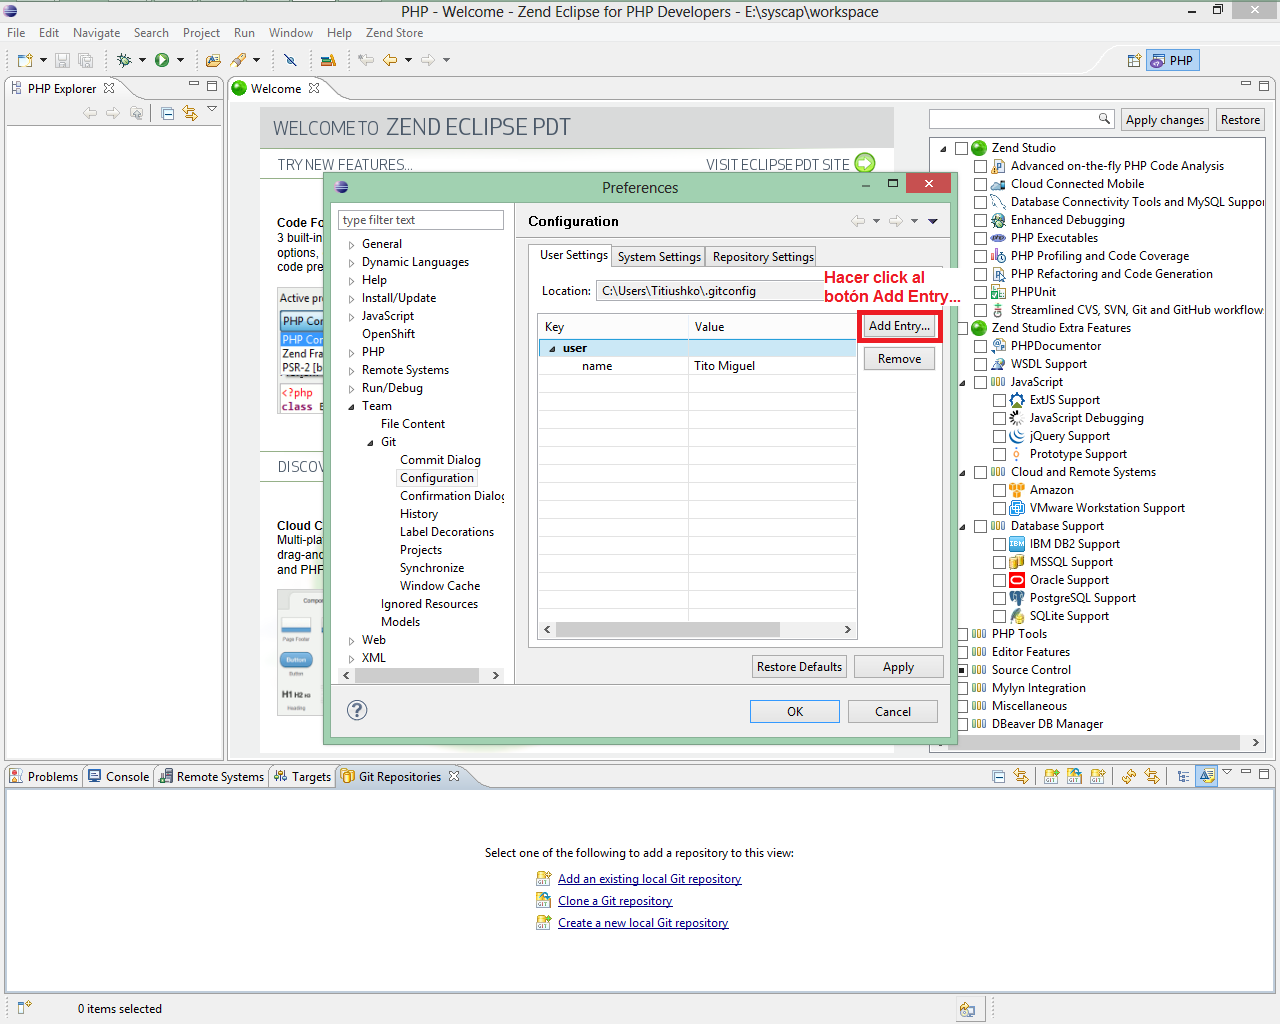 PHP - Welcome - Zend Eclipse for PHP Developers - E:\syscap\workspace
File Edit Navigate Search Project Run Window Help Zend Store
PHP
PHP Explorer
Welcome
WELCOME TO ZEND ECLIPSE PDT
TRY NEW FEATURES...
VISIT ECLIPSE PDT SITE
Code Fo
3 built-in
options,
code pre
Active pro
PHP Con
PHP Con
Zend Fra
PSR-2 [b
<?php
class E
DISCOV
Cloud C
Multi-plat
drag-and
and PHP
Compo
Page Footer
Button
Button
H1 H2 H3
Heading
Preferences
type filter text
General
Dynamic Languages
Help
Install/Update
JavaScript
OpenShift
PHP
Remote Systems
Run/Debug
Team
File Content
Git
Commit Dialog
Configuration
Confirmation Dialog
History
Label Decorations
Projects
Synchronize
Window Cache
Ignored Resources
Models
Web
XML
Configuration
User Settings
System Settings
Repository Settings
Location: C:\Users\Titiushko\.gitconfig
Hacer click al
botón Add Entry...
Key Value
user
name Tito Miguel
Add Entry...
Remove
Restore Defaults
Apply
OK
Cancel
Apply changes
Restore
Zend Studio
Advanced on-the-fly PHP Code Analysis
Cloud Connected Mobile
Database Connectivity Tools and MySQL Suppor
Enhanced Debugging
PHP Executables
PHP Profiling and Code Coverage
PHP Refactoring and Code Generation
PHPUnit
Streamlined CVS, SVN, Git and GitHub workflow
Zend Studio Extra Features
PHPDocumentor
WSDL Support
JavaScript
ExtJS Support
JavaScript Debugging
jQuery Support
Prototype Support
Cloud and Remote Systems
Amazon
VMware Workstation Support
Database Support
IBM DB2 Support
MSSQL Support
Oracle Support
PostgreSQL Support
SQLite Support
PHP Tools
Editor Features
Source Control
Mylyn Integration
Miscellaneous
DBeaver DB Manager
Problems
Console
Remote Systems
Targets
Git Repositories
Select one of the following to add a repository to this view:
Add an existing local Git repository
Clone a Git repository
Create a new local Git repository
0 items selected